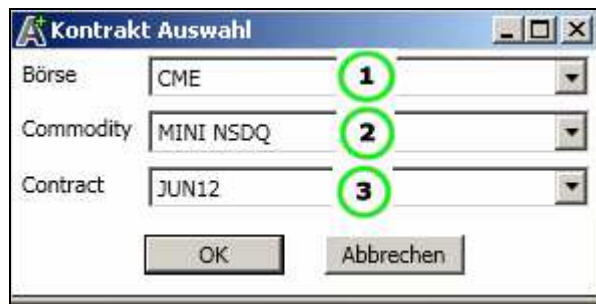 Kontrakt Auswahl
Börse CME 1
Commodity MINI NSDQ 2
Contract JUN12 3
OK Abbrechen